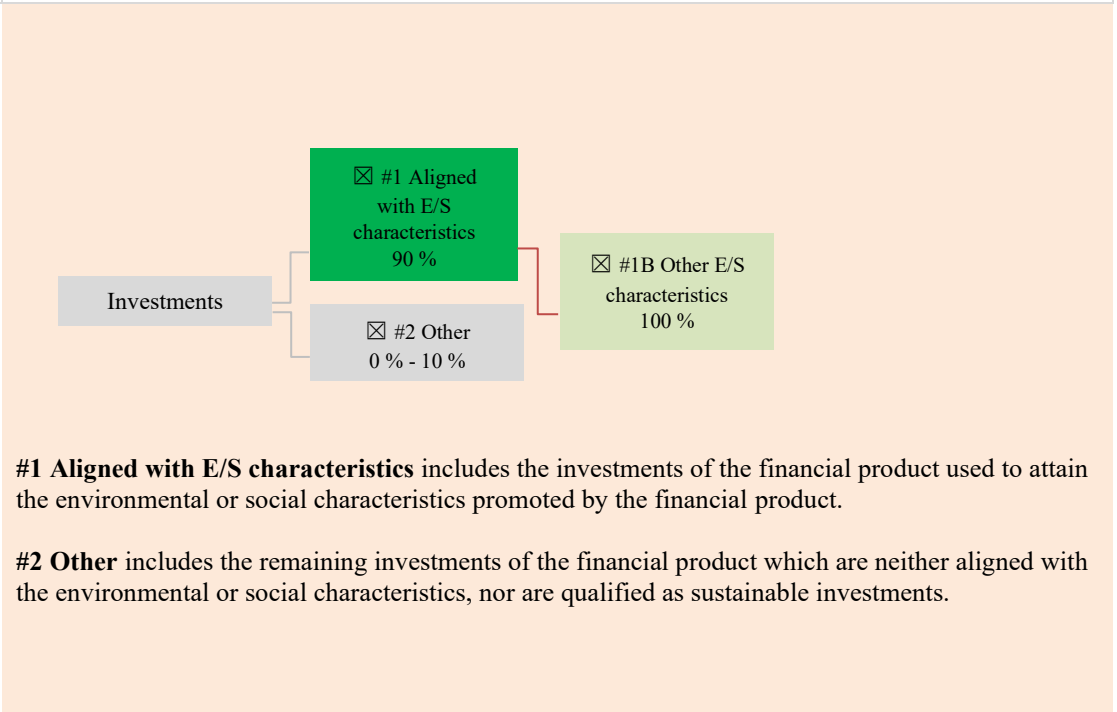 Investments
☒ #1 Aligned
with E/S
characteristics
90 %
☒ #2 Other
0 % - 10 %
☒ #1B Other E/S
characteristics
100 %
#1 Aligned with E/S characteristics includes the investments of the financial product used to attain
the environmental or social characteristics promoted by the financial product.
#2 Other includes the remaining investments of the financial product which are neither aligned with
the environmental or social characteristics, nor are qualified as sustainable investments.